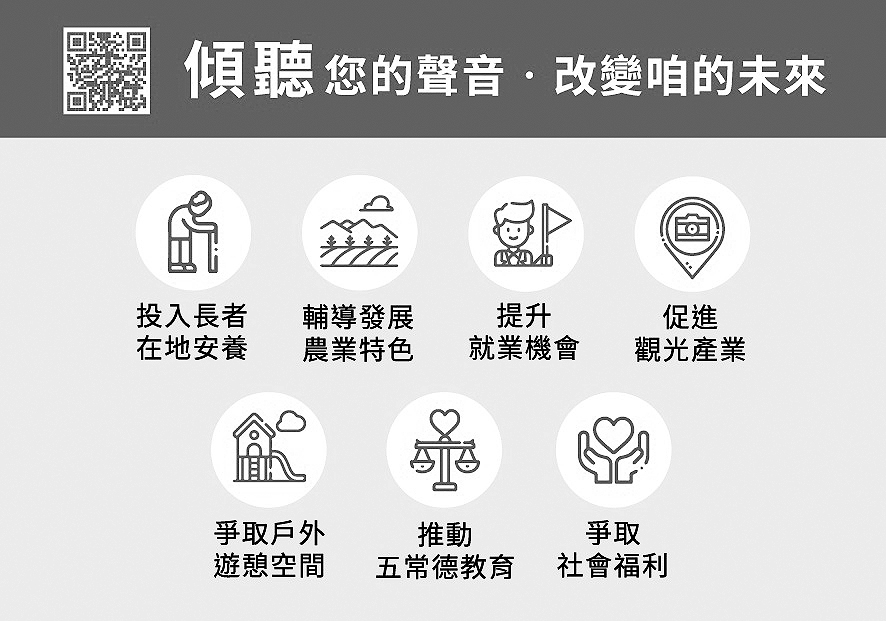 傾聽您的聲音・改變咱的未來
投入長者
在地安養
輔導發展
農業特色
提升
就業機會
促進
觀光產業
爭取戶外
遊憩空間
推動
五常德教育
爭取
社會福利